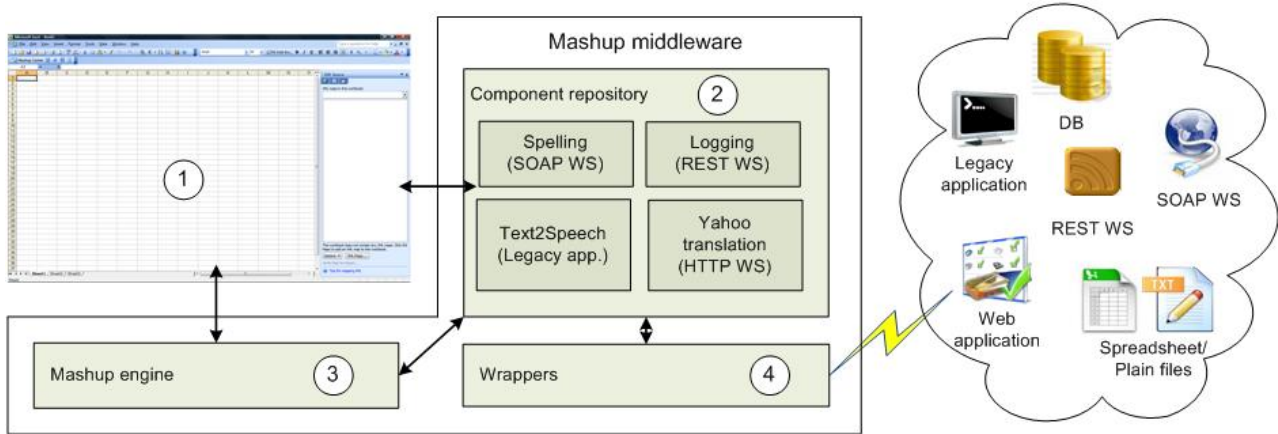 Mashup middleware
Component repository
2
Spelling
(SOAP WS)
Logging
(REST WS)
Text2Speech
(Legacy app.)
Yahoo
translation
(HTTP WS)
1
Mashup engine
3
Wrappers
4
DB
Legacy
application
SOAP WS
REST WS
Web
application
TXT
Spreadsheet/
Plain files